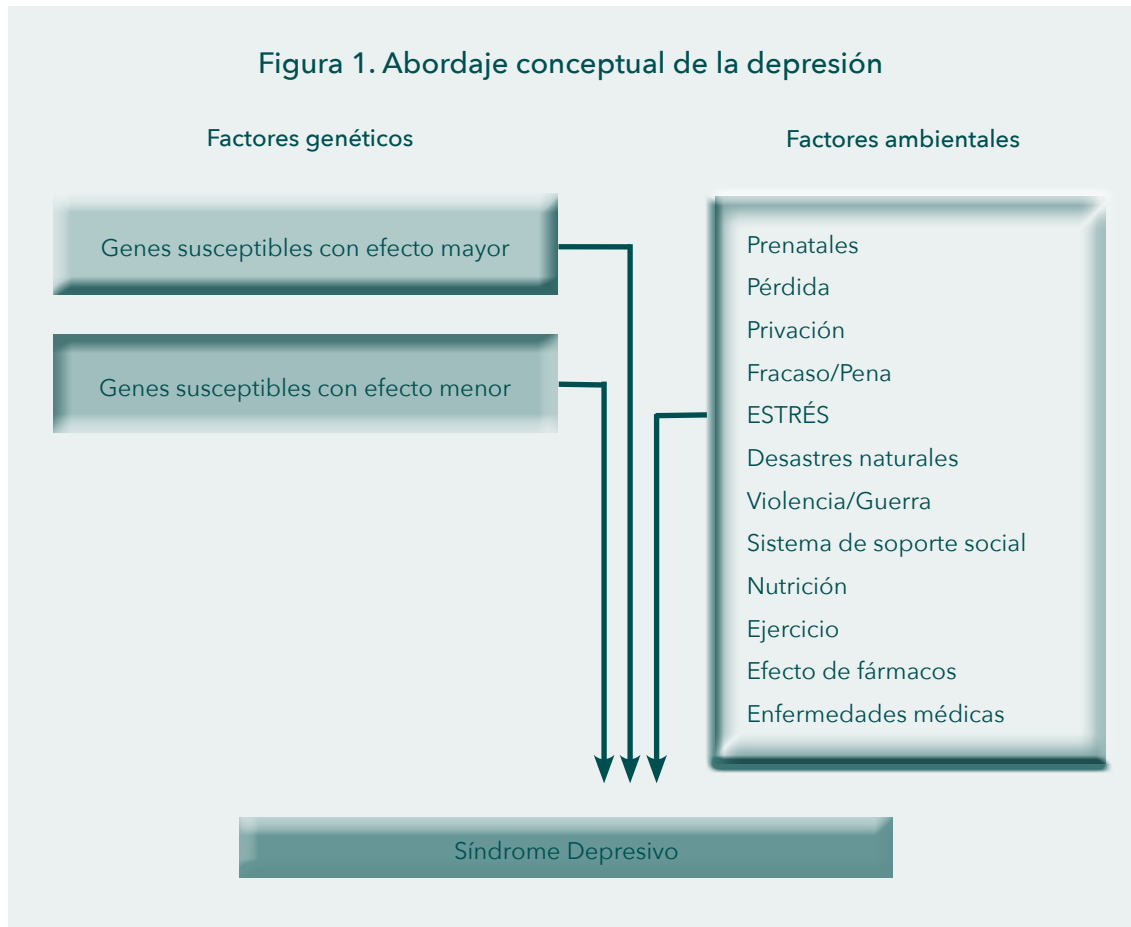 Figura 1. Abordaje conceptual de la depresión
Factores genéticos
Genes susceptibles con efecto mayor
Genes susceptibles con efecto menor
Factores ambientales
Prenatales
Pérdida
Privación
Fracaso/Pena
ESTRÉS
Desastres naturales
Violencia/Guerra
Sistema de soporte social
Nutrición
Ejercicio
Efecto de fármacos
Enfermedades médicas
Síndrome Depresivo